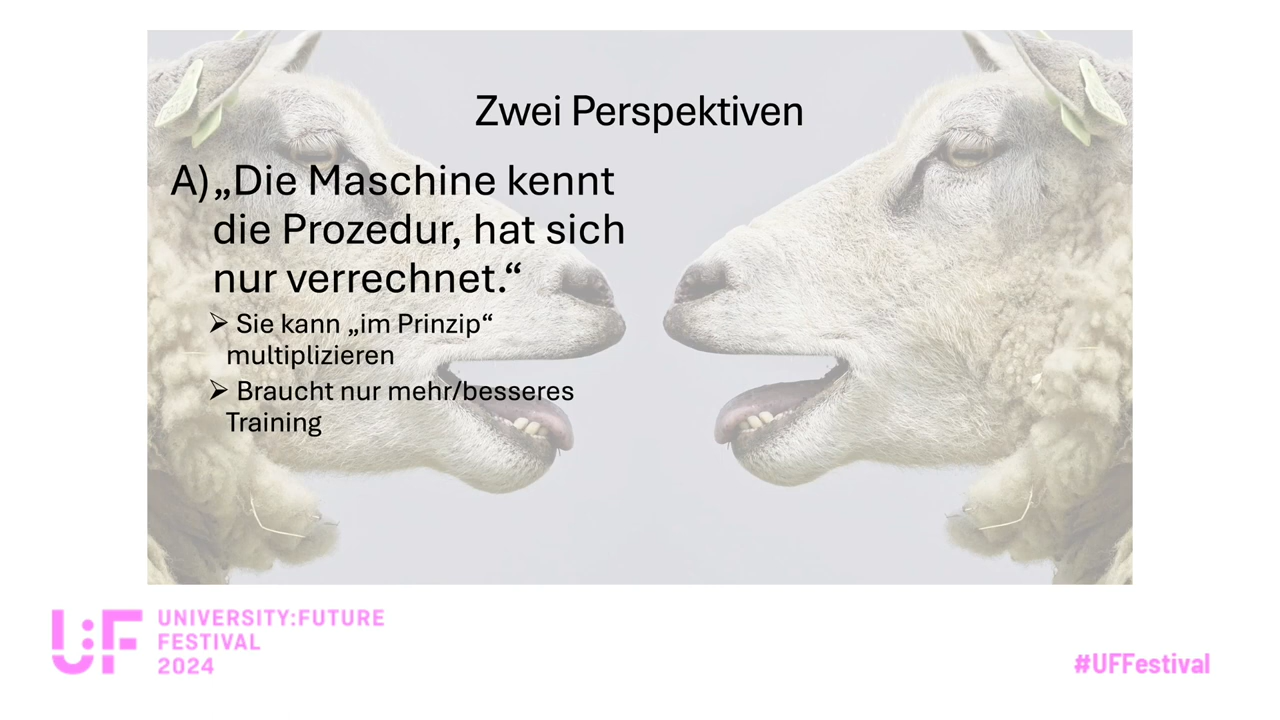 Zwei Perspektiven
A) „Die Maschine kennt
die Prozedur, hat sich
nur verrechnet.“
➢ Sie kann „im Prinzip“
multiplizieren
➢ Braucht nur mehr/besseres
Training
U:F
UNIVERSITY:FUTURE
FESTIVAL
2024
#UFFestival